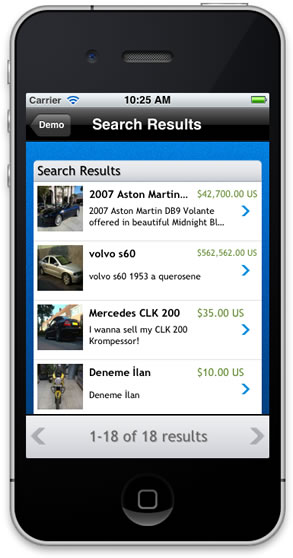 Carrier 10:25 AM
Demo
Search Results
Search Results
2007 Aston Martin... $42,700.00 US
2007 Aston Martin DB9 Volante
offered in beautiful Midnight Bl...
volvo s60 $562,562.00 US
volvo s60 1953 a querosene
Mercedes CLK 200 $35.00 US
I wanna sell my CLK 200
Krompessor!
Deneme İlan $10.00 US
Deneme İlan
1-18 of 18 results